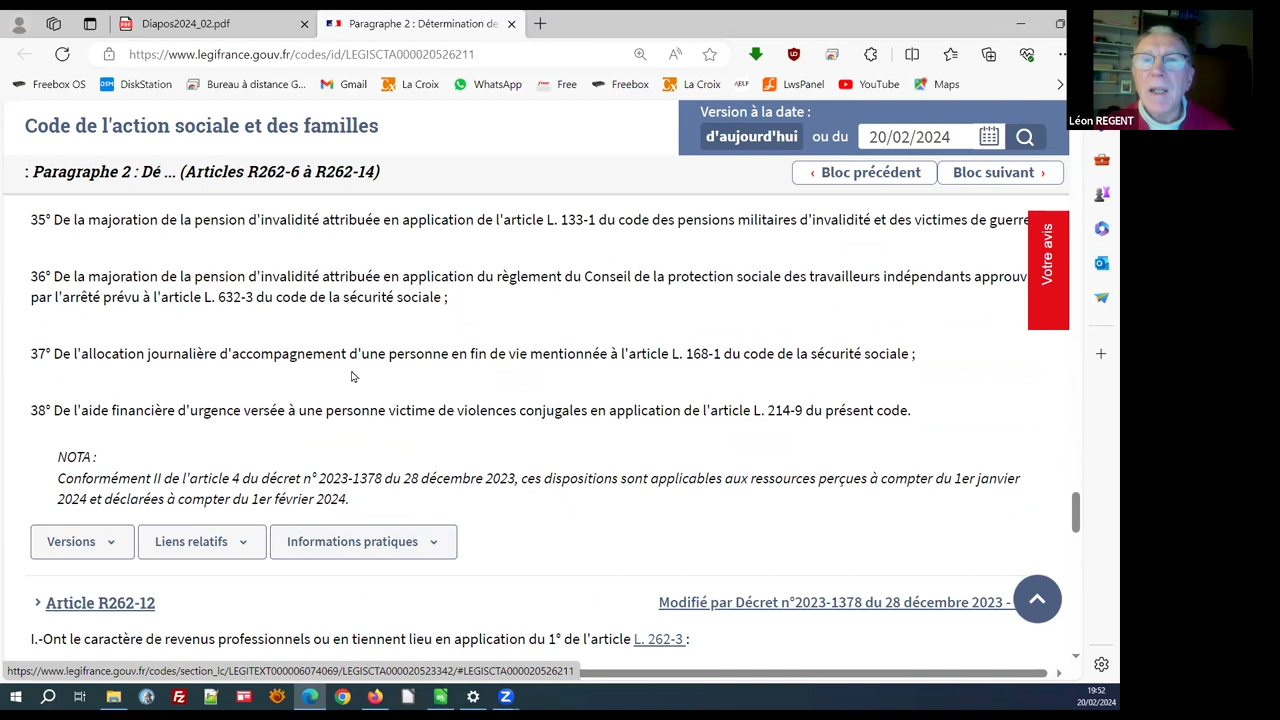 Diapos2024_02.pdf
Paragraphe 2 : Détermination de
https://www.legifrance.gouv.fr/codes/id/LEGISCTA000020526211
Freebox OS DiskStation Bureau à distance G... Gmail La Croix WhatsApp Free Freebox La Croix AELF LwsPanel YouTube Maps
Léon REGENT
Code de l'action sociale et des familles
Version à la date :
d'aujourd'hui ou du 20/02/2024
: Paragraphe 2 : Dé ... (Articles R262-6 à R262-14)
‹ Bloc précédent
Bloc suivant ›
35° De la majoration de la pension d'invalidité attribuée en application de l'article L. 133-1 du code des pensions militaires d'invalidité et des victimes de guerre
Votre avis
36° De la majoration de la pension d'invalidité attribuée en application du règlement du Conseil de la protection sociale des travailleurs indépendants approuv
par l'arrêté prévu à l'article L. 632-3 du code de la sécurité sociale ;
37° De l'allocation journalière d'accompagnement d'une personne en fin de vie mentionnée à l'article L. 168-1 du code de la sécurité sociale ;
38° De l'aide financière d'urgence versée à une personne victime de violences conjugales en application de l'article L. 214-9 du présent code.
NOTA :
Conformément II de l'article 4 du décret n° 2023-1378 du 28 décembre 2023, ces dispositions sont applicables aux ressources perçues à compter du 1er janvier
2024 et déclarées à compter du 1er février 2024.
Versions
Liens relatifs
Informations pratiques
Article R262-12
Modifié par Décret n°2023-1378 du 28 décembre 2023 -
I.-Ont le caractère de revenus professionnels ou en tiennent lieu en application du 1° de l'article L. 262-3 :
https://www.legifrance.gouv.fr/codes/section_lc/LEGITEXT000006074069/LEGISCTA000020523342/#LEGISCTA000020526211
19:52
20/02/2024